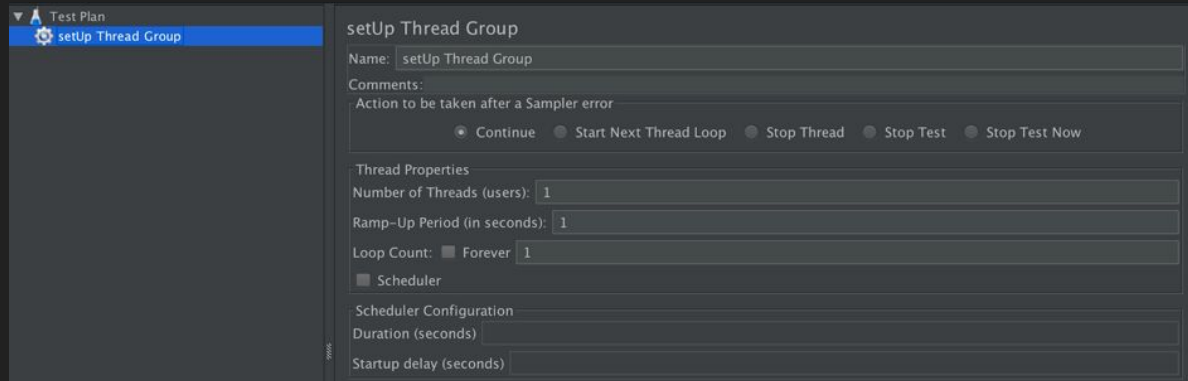 Test Plan
setUp Thread Group
setUp Thread Group
Name: setUp Thread Group
Comments:
Action to be taken after a Sampler error
Continue Start Next Thread Loop Stop Thread Stop Test Stop Test Now
Thread Properties
Number of Threads (users): 1
Ramp-Up Period (in seconds): 1
Loop Count: Forever 1
Scheduler
Scheduler Configuration
Duration (seconds)
Startup delay (seconds)